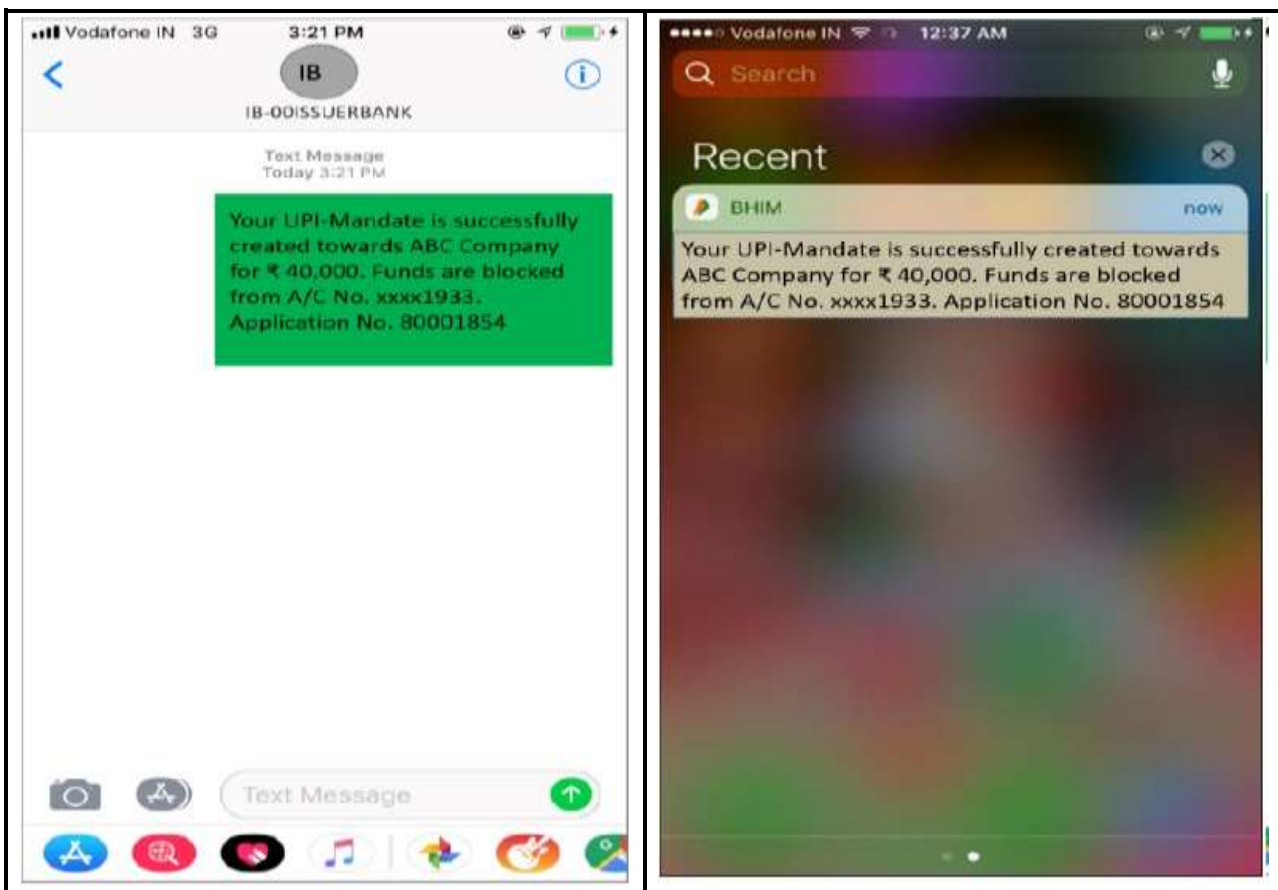 Vodafone IN 3G 3:21 PM
IB
IB-00ISSUERBANK
Text Message
Today 3:21 PM
Your UPI-Mandate is successfully
created towards ABC Company
for ₹ 40,000. Funds are blocked
from A/C No. xxxx1933.
Application No. 80001854
Text Message
Vodafone IN 12:37 AM
Search
Recent
BHIM now
Your UPI-Mandate is successfully created towards
ABC Company for ₹ 40,000. Funds are blocked
from A/C No. xxxx1933. Application No. 80001854